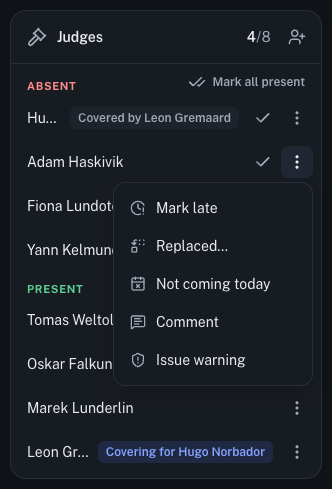 Judges 4/8
ABSENT Mark all present
Hu... Covered by Leon Gremaard
Adam Haskivik
Fiona Lundot
Mark late
Yann Kelmun
Replaced...
Not coming today
PRESENT
Comment
Tomas Weltol
Issue warning
Oskar Falkun
Marek Lunderlin
Leon Gr... Covering for Hugo Norbador